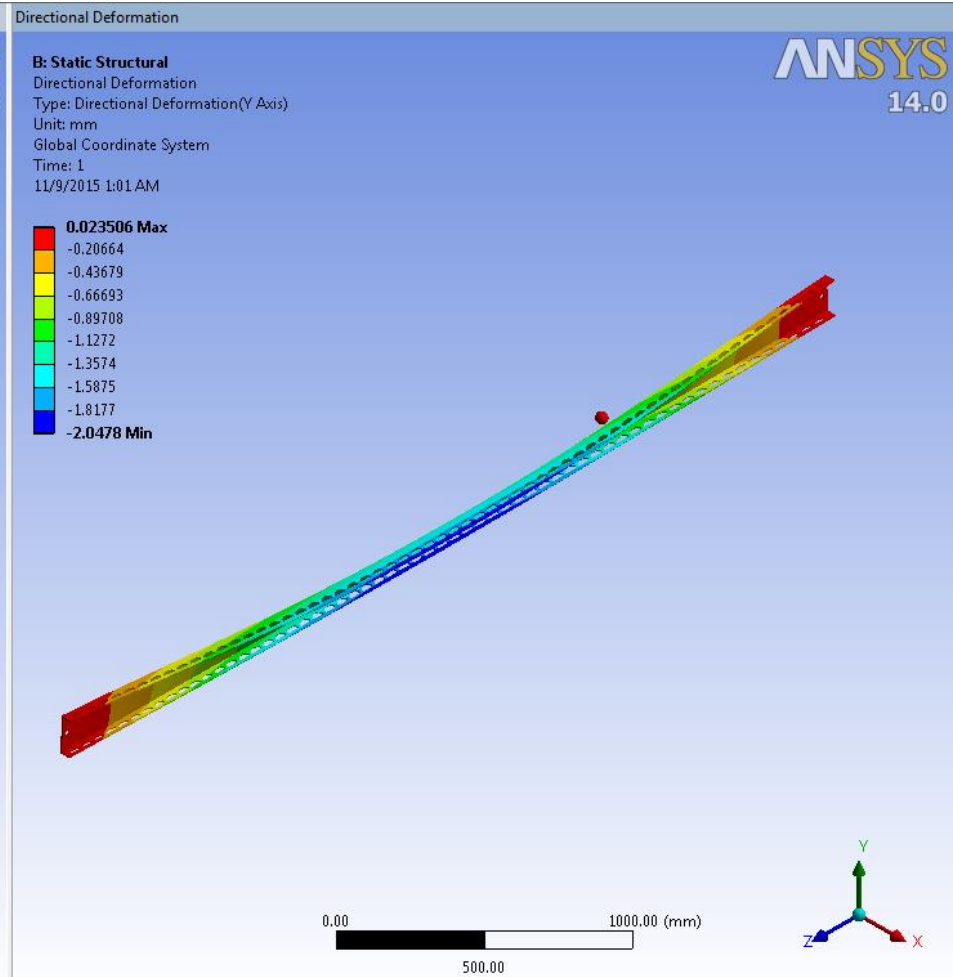 Directional Deformation
ANSYS
14.0
B: Static Structural
Directional Deformation
Type: Directional Deformation(Y Axis)
Unit: mm
Global Coordinate System
Time: 1
11/9/2015 1:01 AM
0.023506 Max
-0.20664
-0.43679
-0.66693
-0.89708
-1.1272
-1.3574
-1.5875
-1.8177
-2.0478 Min
Y
Z
X
0.00
1000.00 (mm)
500.00